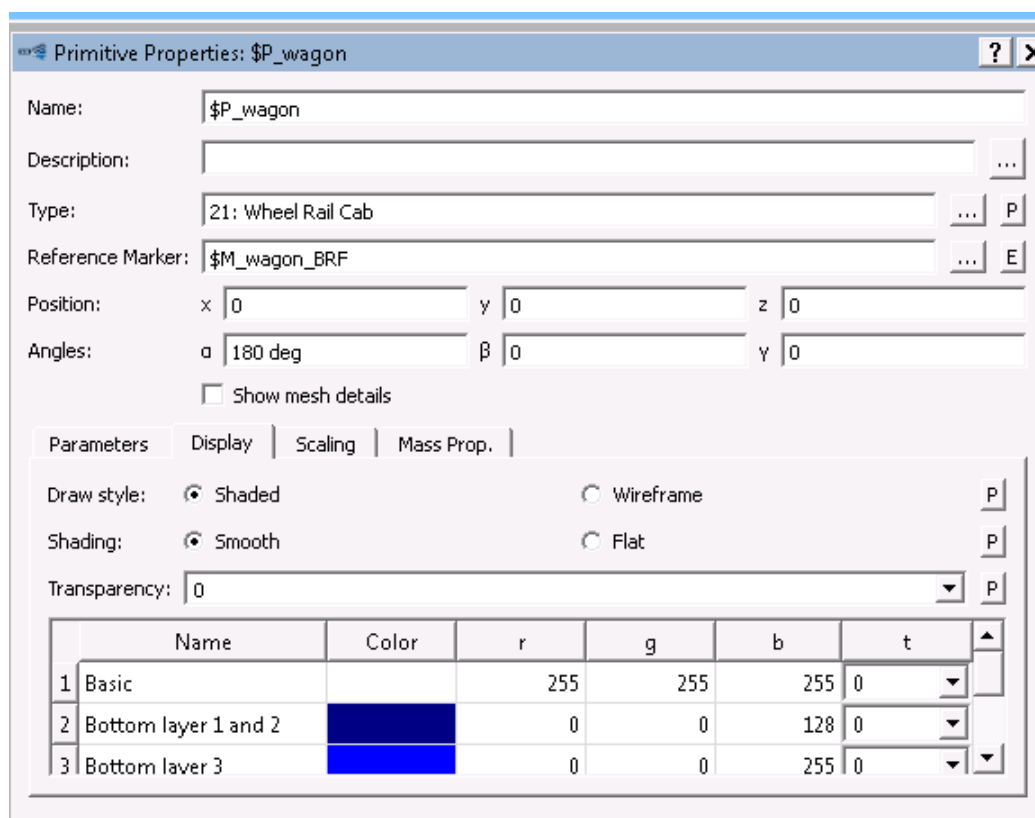 Primitive Properties: $P_wagon ? X
Name: $P_wagon
Description: ...
Type: 21: Wheel Rail Cab ... P
Reference Marker: $M_wagon_BRF ... E
Position: x 0 y 0 z 0
Angles: α 180 deg β 0 γ 0
Show mesh details
Parameters Display Scaling Mass Prop.
Draw style: Shaded Wireframe P
Shading: Smooth Flat P
Transparency: 0 P
Name Color r g b t
1 Basic 255 255 255 0
2 Bottom layer 1 and 2 0 0 128 0
3 Bottom layer 3 0 0 255 0